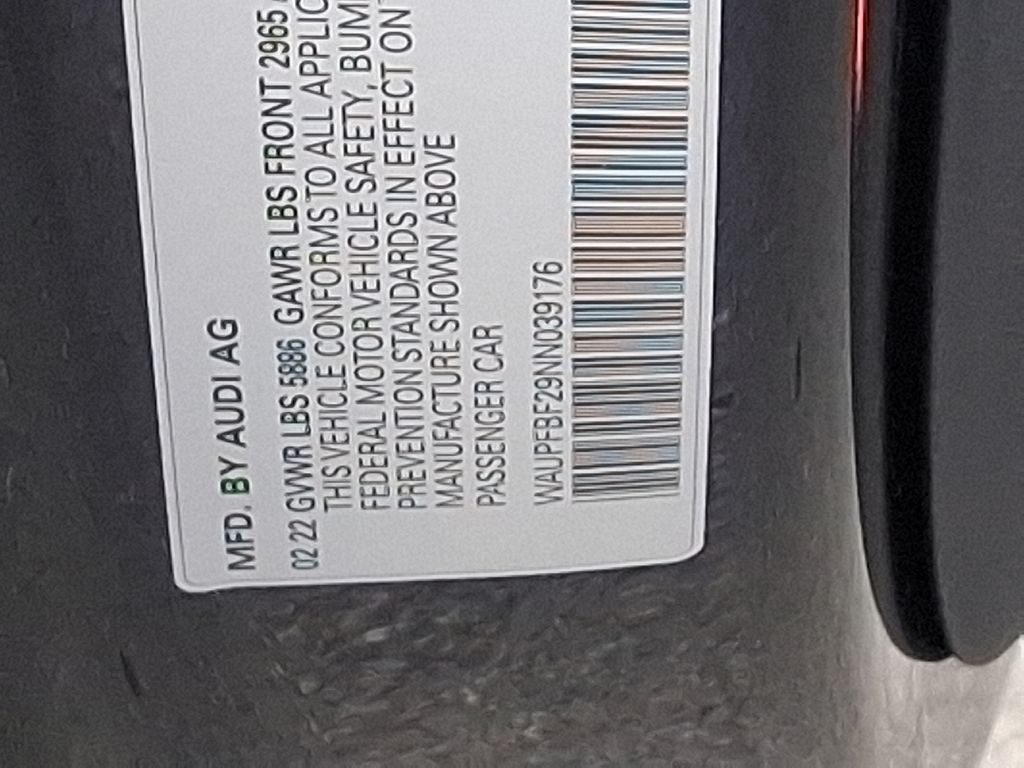 MFD. BY AUDI AG
02 22 GVWR LBS 5886 GAWR LBS FRONT 2965
THIS VEHICLE CONFORMS TO ALL APPLIC
FEDERAL MOTOR VEHICLE SAFETY, BUM
PREVENTION STANDARDS IN EFFECT ON
MANUFACTURE SHOWN ABOVE
PASSENGER CAR
WAUPFBF29NN039176